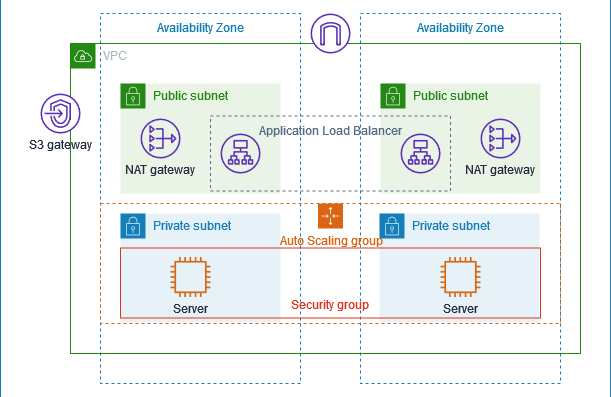 Availability Zone
Availability Zone
VPC
Public subnet
Public subnet
S3 gateway
NAT gateway
Application Load Balancer
NAT gateway
Private subnet
Private subnet
Auto Scaling group
Server
Security group
Server